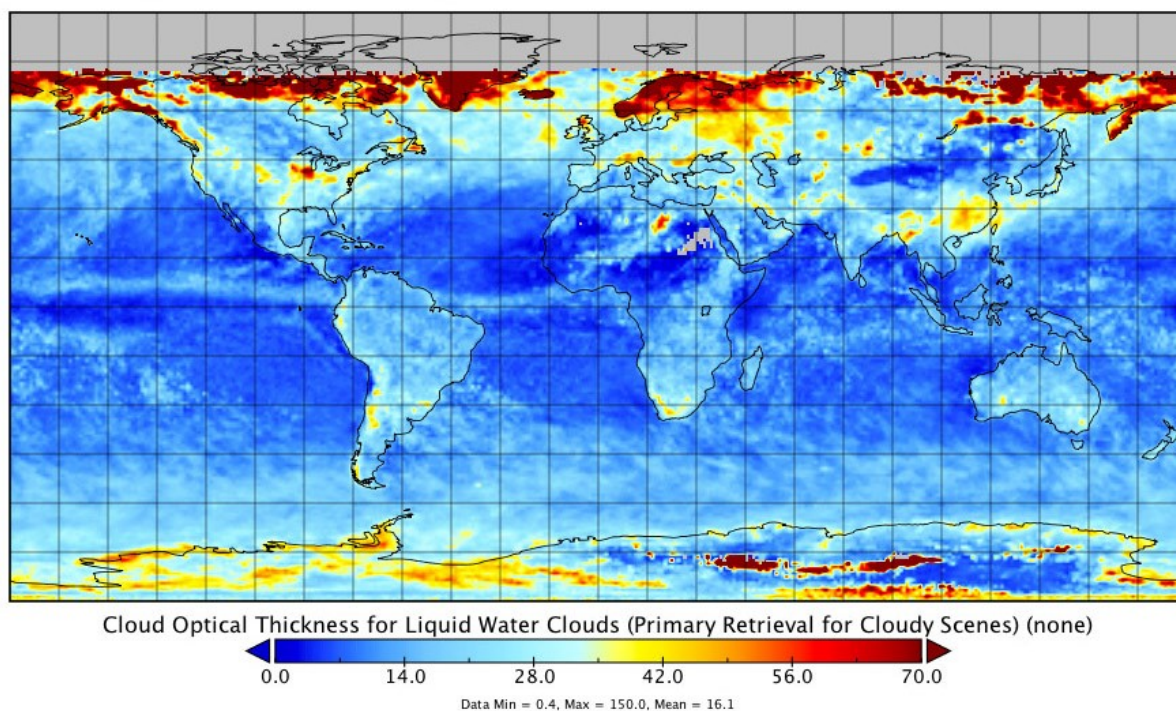 Cloud Optical Thickness for Liquid Water Clouds (Primary Retrieval for Cloudy Scenes) (none)
0.0 14.0 28.0 42.0 56.0 70.0
Data Min = 0.4, Max = 150.0, Mean = 16.1